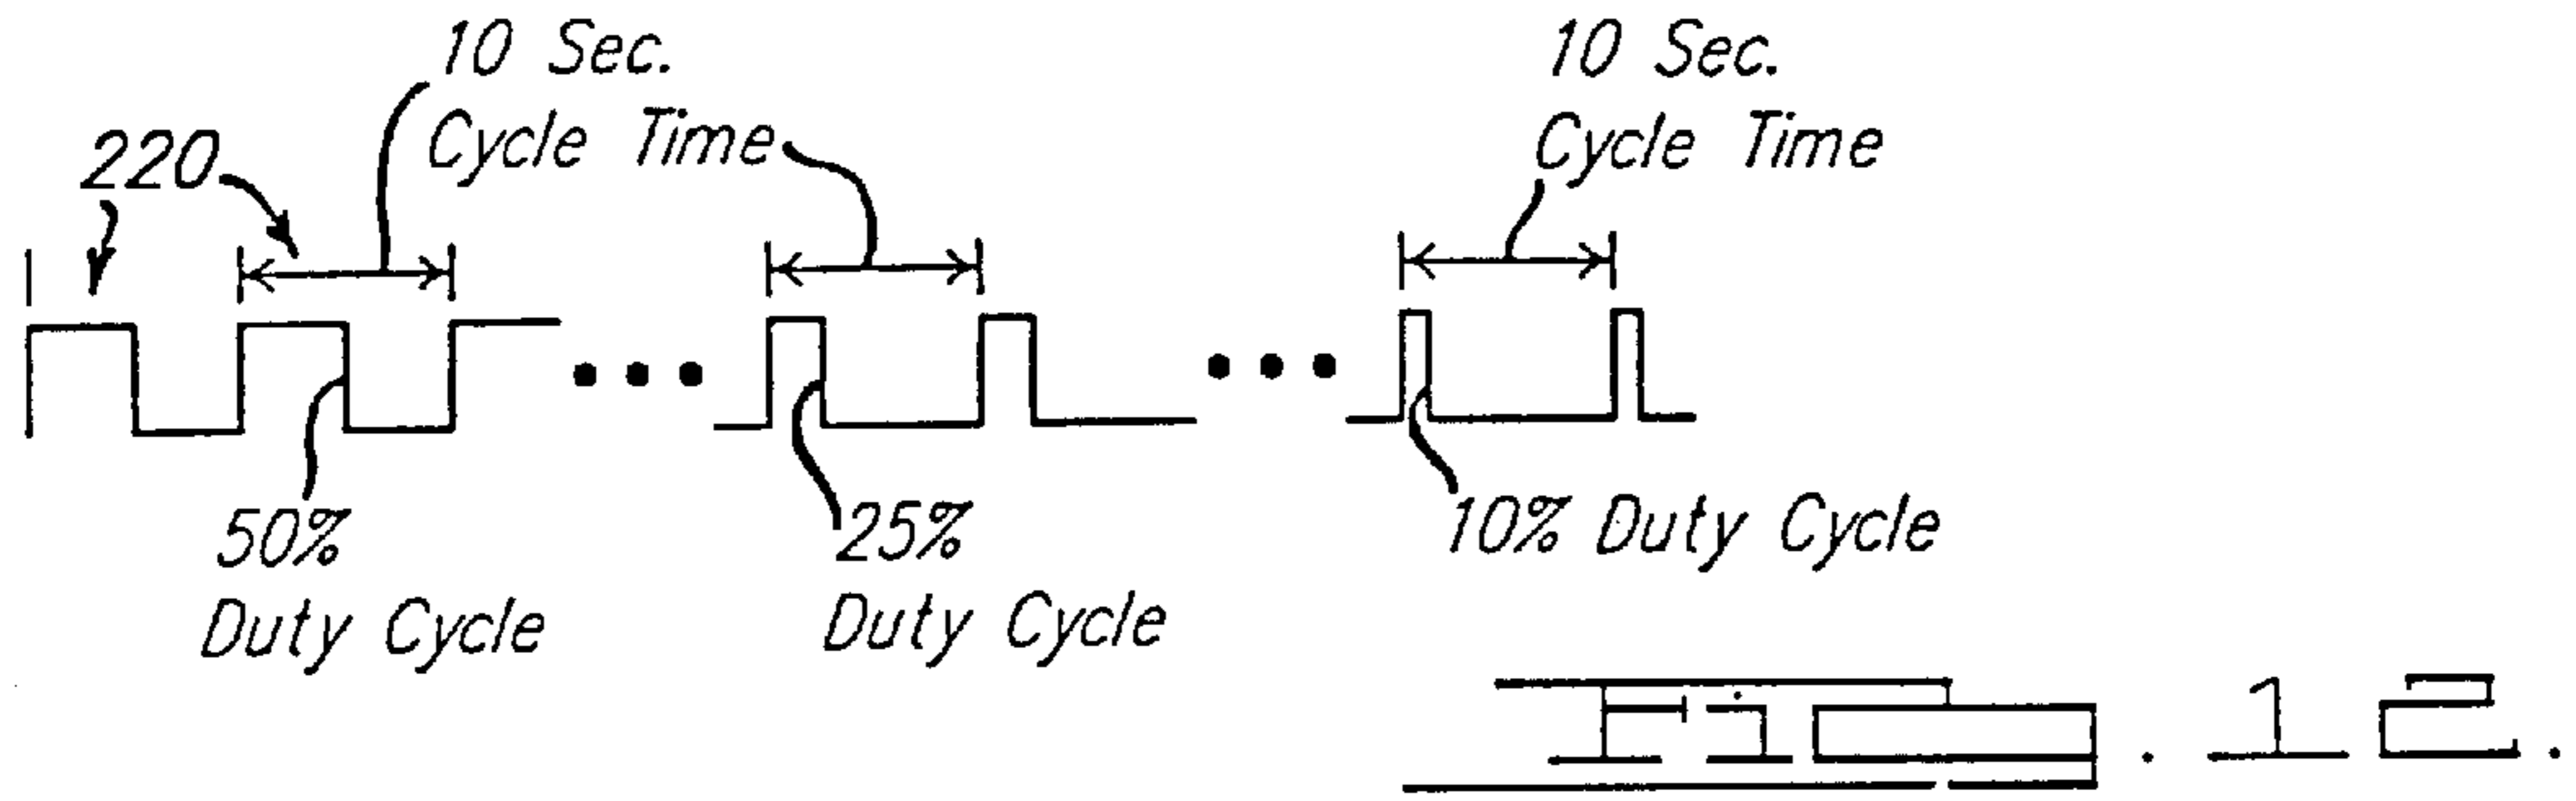 10 Sec.
Cycle Time
10 Sec.
Cycle Time
220
50%
Duty Cycle
25%
Duty Cycle
10% Duty Cycle
Fig. 12.